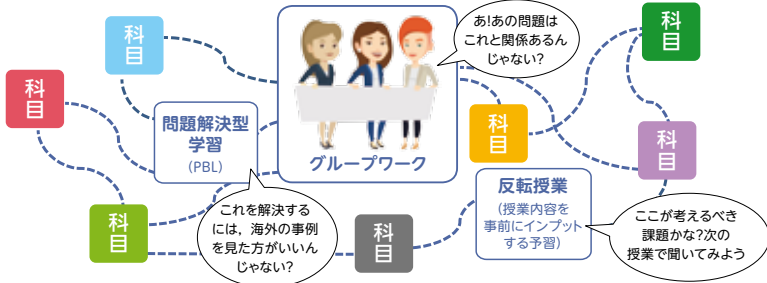 科目
科目
科目
問題解決型
学習
(PBL)
グループワーク
あ!あの問題は
これと関係あるん
じゃない?
科目
科目
科目
反転授業
(授業内容を
事前にインプット
する予習)
科目
これを解決する
には，海外の事例
を見た方がいいん
じゃない?
科目
ここが考えるべき
課題かな?次の
授業で聞いてみよう